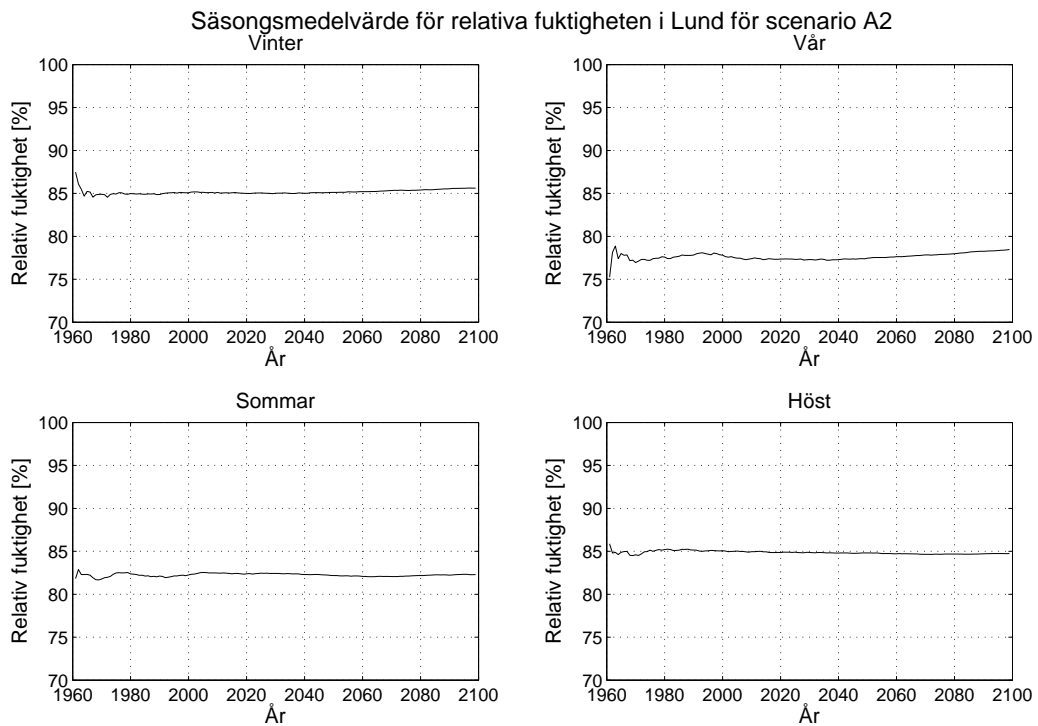 Säsongsmedelvärde för relativa fuktigheten i Lund för scenario A2
Vinter
100
95
90
85
80
75
70
Relativ fuktighet [%]
1960 1980 2000 2020 2040 2060 2080 2100
År
Vår
100
95
90
85
80
75
70
Relativ fuktighet [%]
1960 1980 2000 2020 2040 2060 2080 2100
År
Sommar
100
95
90
85
80
75
70
Relativ fuktighet [%]
1960 1980 2000 2020 2040 2060 2080 2100
År
Höst
100
95
90
85
80
75
70
Relativ fuktighet [%]
1960 1980 2000 2020 2040 2060 2080 2100
År